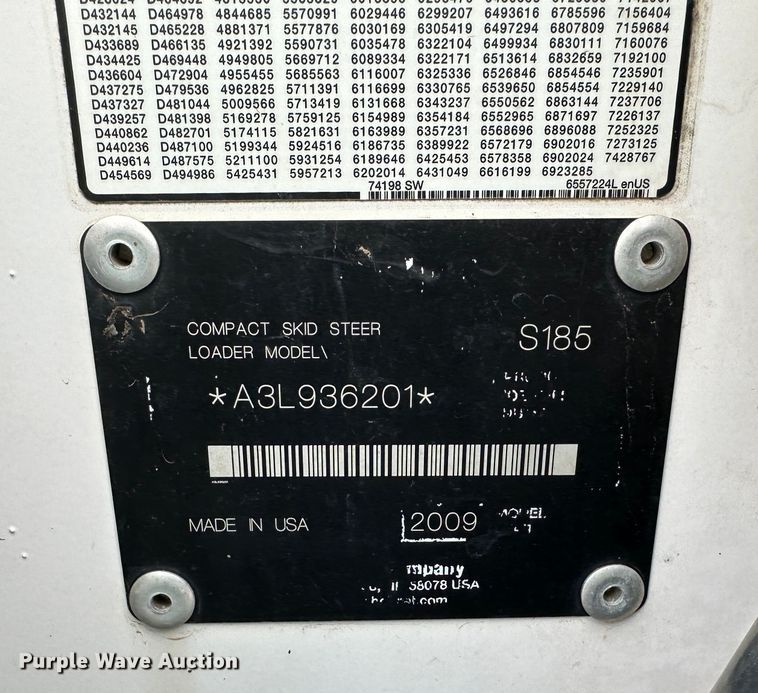 D432144 D464978 4844685 5570991 6029446 6299207 6493616 6785596 7156404
D432145 D465228 4881371 5577876 6030169 6305419 6497294 6807809 7159684
D433689 D466135 4921392 5590731 6035478 6322104 6499934 6830111 7160076
D434425 D469448 4949805 5669712 6089334 6322171 6513614 6832659 7192100
D436604 D472904 4955455 5685563 6116007 6325336 6526846 6854546 7235901
D437275 D479536 4962825 5711391 6116699 6330765 6539650 6854554 7229140
D437327 D481044 5009566 5713419 6131668 6343237 6550562 6863144 7237706
D439257 D481398 5169278 5759125 6154989 6354184 6552965 6871697 7226137
D440862 D482701 5174115 5821631 6163989 6357231 6568696 6896088 7252325
D440236 D487100 5199344 5924516 6186735 6389922 6572179 6902016 7273125
D449614 D487575 5211100 5931254 6189646 6425453 6578358 6902024 7428767
D454569 D494986 5425431 5957213 6202014 6431049 6616199 6923285
74198 SW 6557224L enUS
COMPACT SKID STEER
LOADER MODEL\ S185
*A3L936201*
MADE IN USA 2009 MODEL
mpany
58078 USA
.com
Purple Wave Auction